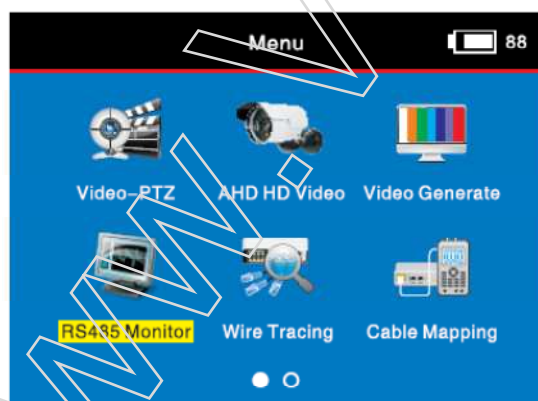 Menu
88
Video-PTZ
AHD HD Video
Video Generate
RS485 Monitor
Wire Tracing
Cable Mapping